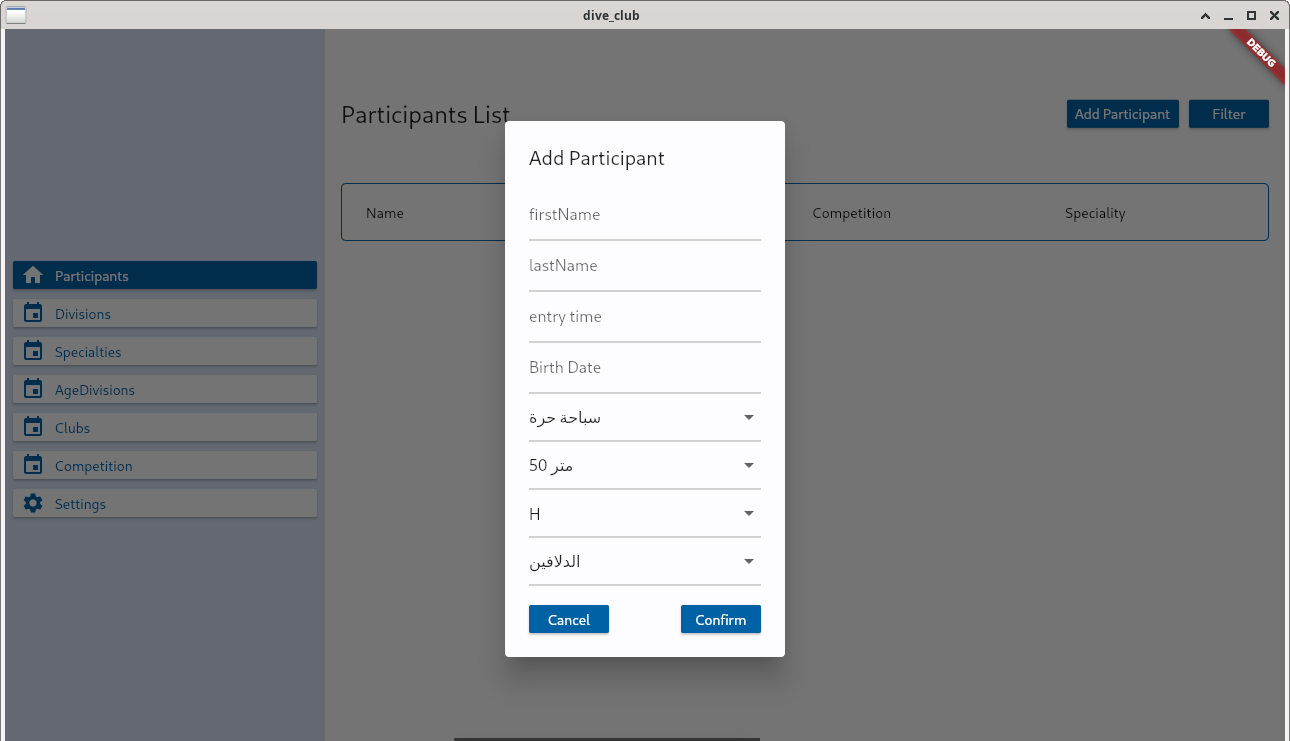 dive_club
DEBUG
Participants List
Add Participant
Filter
Name
Competition
Speciality
Participants
Divisions
Specialties
AgeDivisions
Clubs
Competition
Settings
Add Participant
firstName
lastName
entry time
Birth Date
سباحة حرة
50 متر
H
الدلافين
Cancel
Confirm